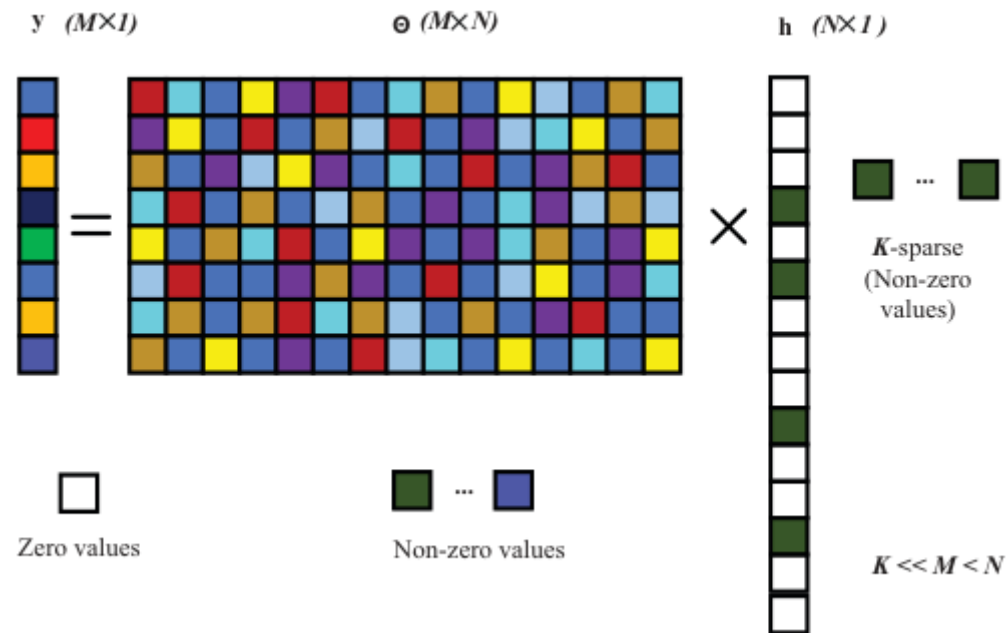 y (M×1)
Θ (M×N)
h (N×1)
=
×
...
K-sparse
(Non-zero
values)
...
Zero values
Non-zero values
K << M < N